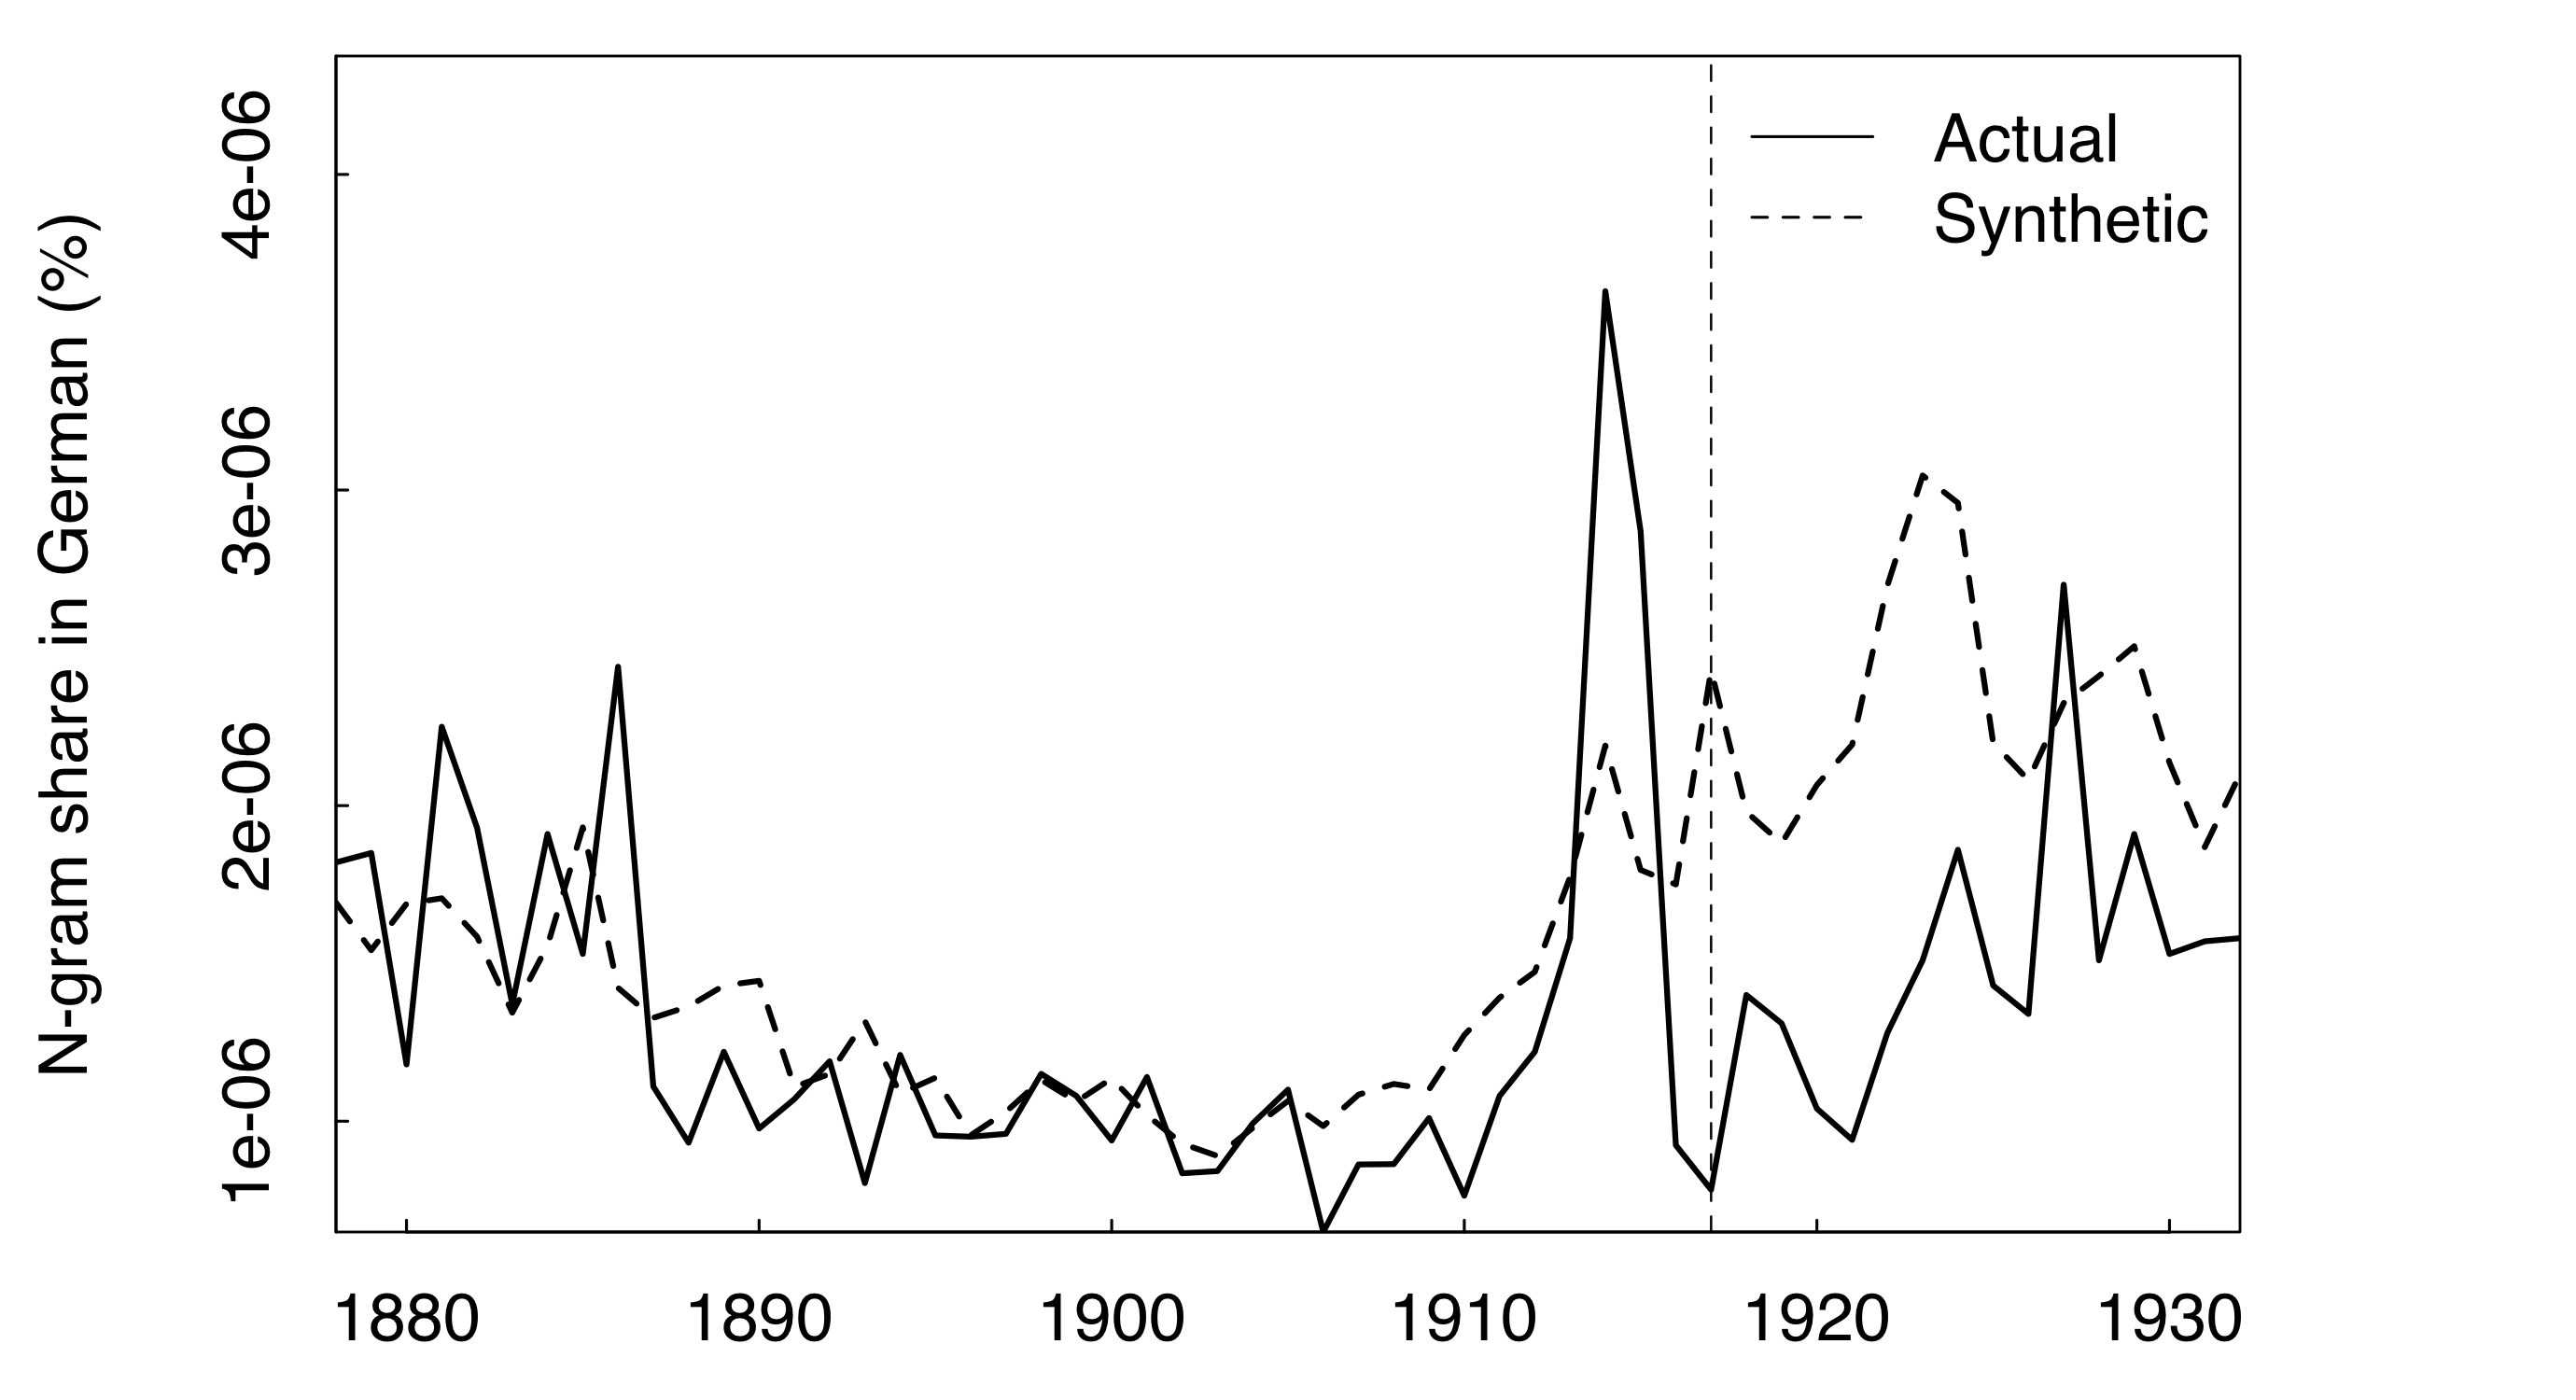 N-gram share in German (%)
4e-06
3e-06
2e-06
1e-06
Actual
Synthetic
1880 1890 1900 1910 1920 1930